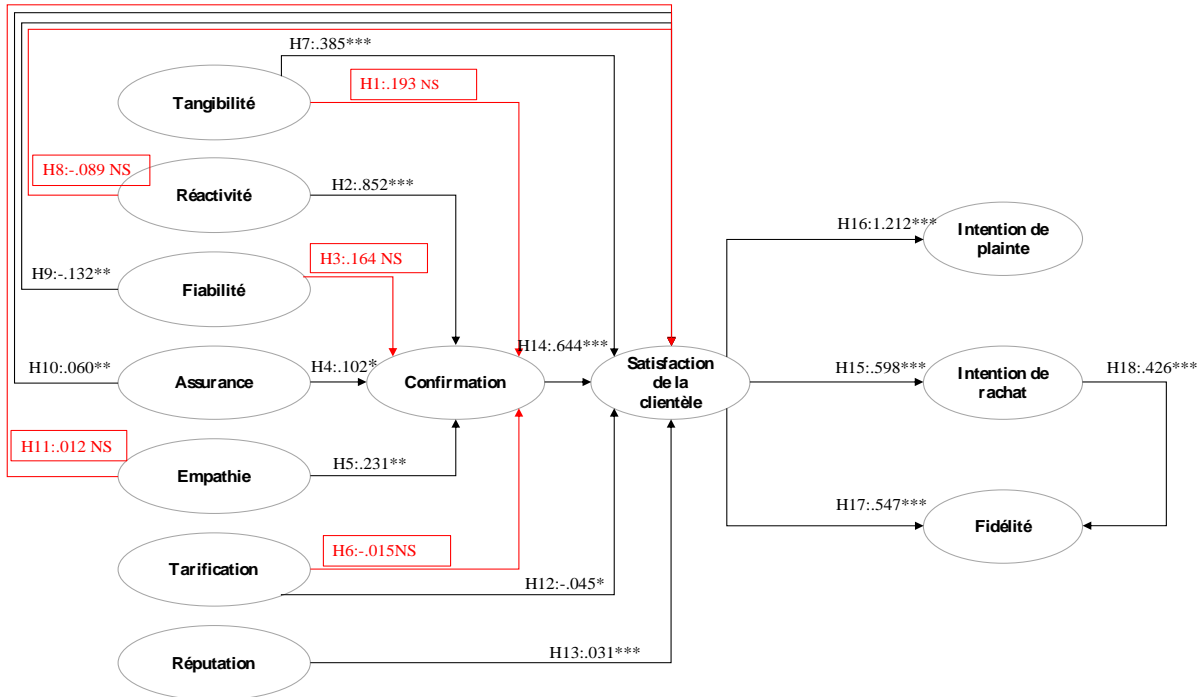 H7:.385***
H1:.193 NS
Tangibilité
H8:-.089 NS
Réactivité
H2:.852***
H16:1.212***
Intention de
plainte
H9:-.132**
Fiabilité
H3:.164 NS
H10:.060**
Assurance
H4:.102*
Confirmation
H14:.644***
Satisfaction
de la
clientèle
H15:.598***
Intention de
rachat
H18:.426***
H11:.012 NS
Empathie
H5:.231**
H17:.547***
Fidélité
Tarification
H6:-.015NS
H12:-.045*
Réputation
H13:.031***